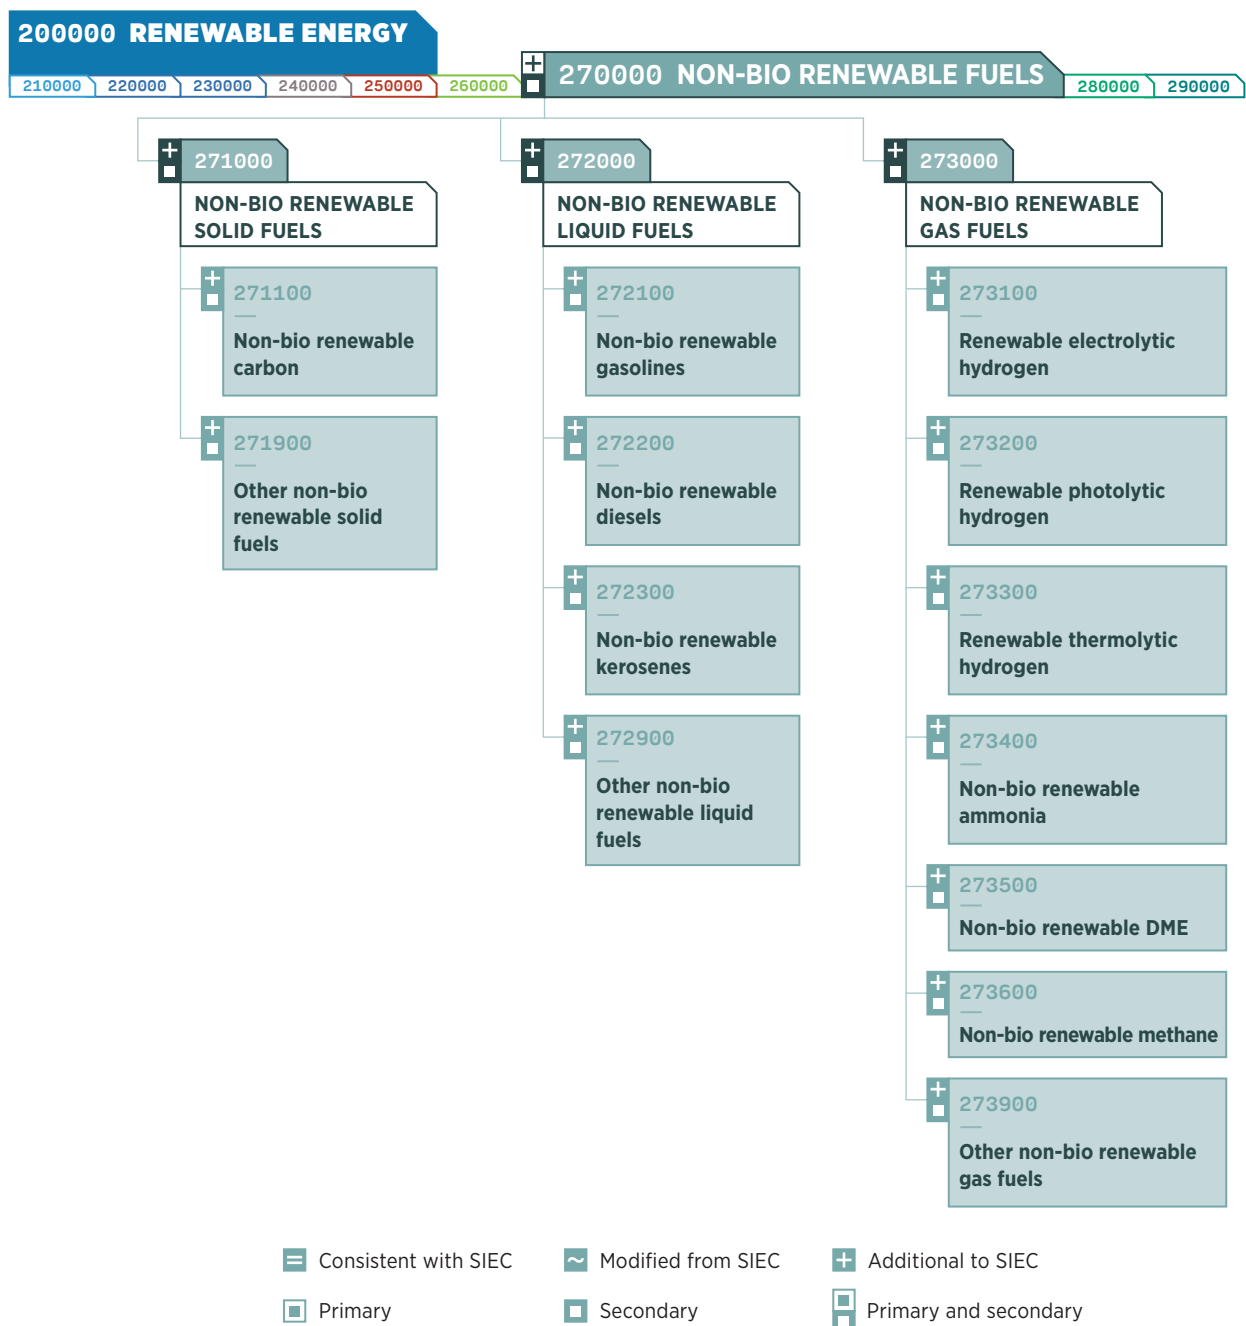 200000 RENEWABLE ENERGY
210000 220000 230000 240000 250000 260000 270000 NON-BIO RENEWABLE FUELS 280000 290000
271000
NON-BIO RENEWABLE
SOLID FUELS
271100
Non-bio renewable
carbon
271900
Other non-bio
renewable solid
fuels
272000
NON-BIO RENEWABLE
LIQUID FUELS
272100
Non-bio renewable
gasolines
272200
Non-bio renewable
diesels
272300
Non-bio renewable
kerosenes
272900
Other non-bio
renewable liquid
fuels
273000
NON-BIO RENEWABLE
GAS FUELS
273100
Renewable electrolytic
hydrogen
273200
Renewable photolytic
hydrogen
273300
Renewable thermolytic
hydrogen
273400
Non-bio renewable
ammonia
273500
Non-bio renewable DME
273600
Non-bio renewable methane
273900
Other non-bio renewable
gas fuels
Consistent with SIEC
Modified from SIEC
Additional to SIEC
Primary
Secondary
Primary and secondary